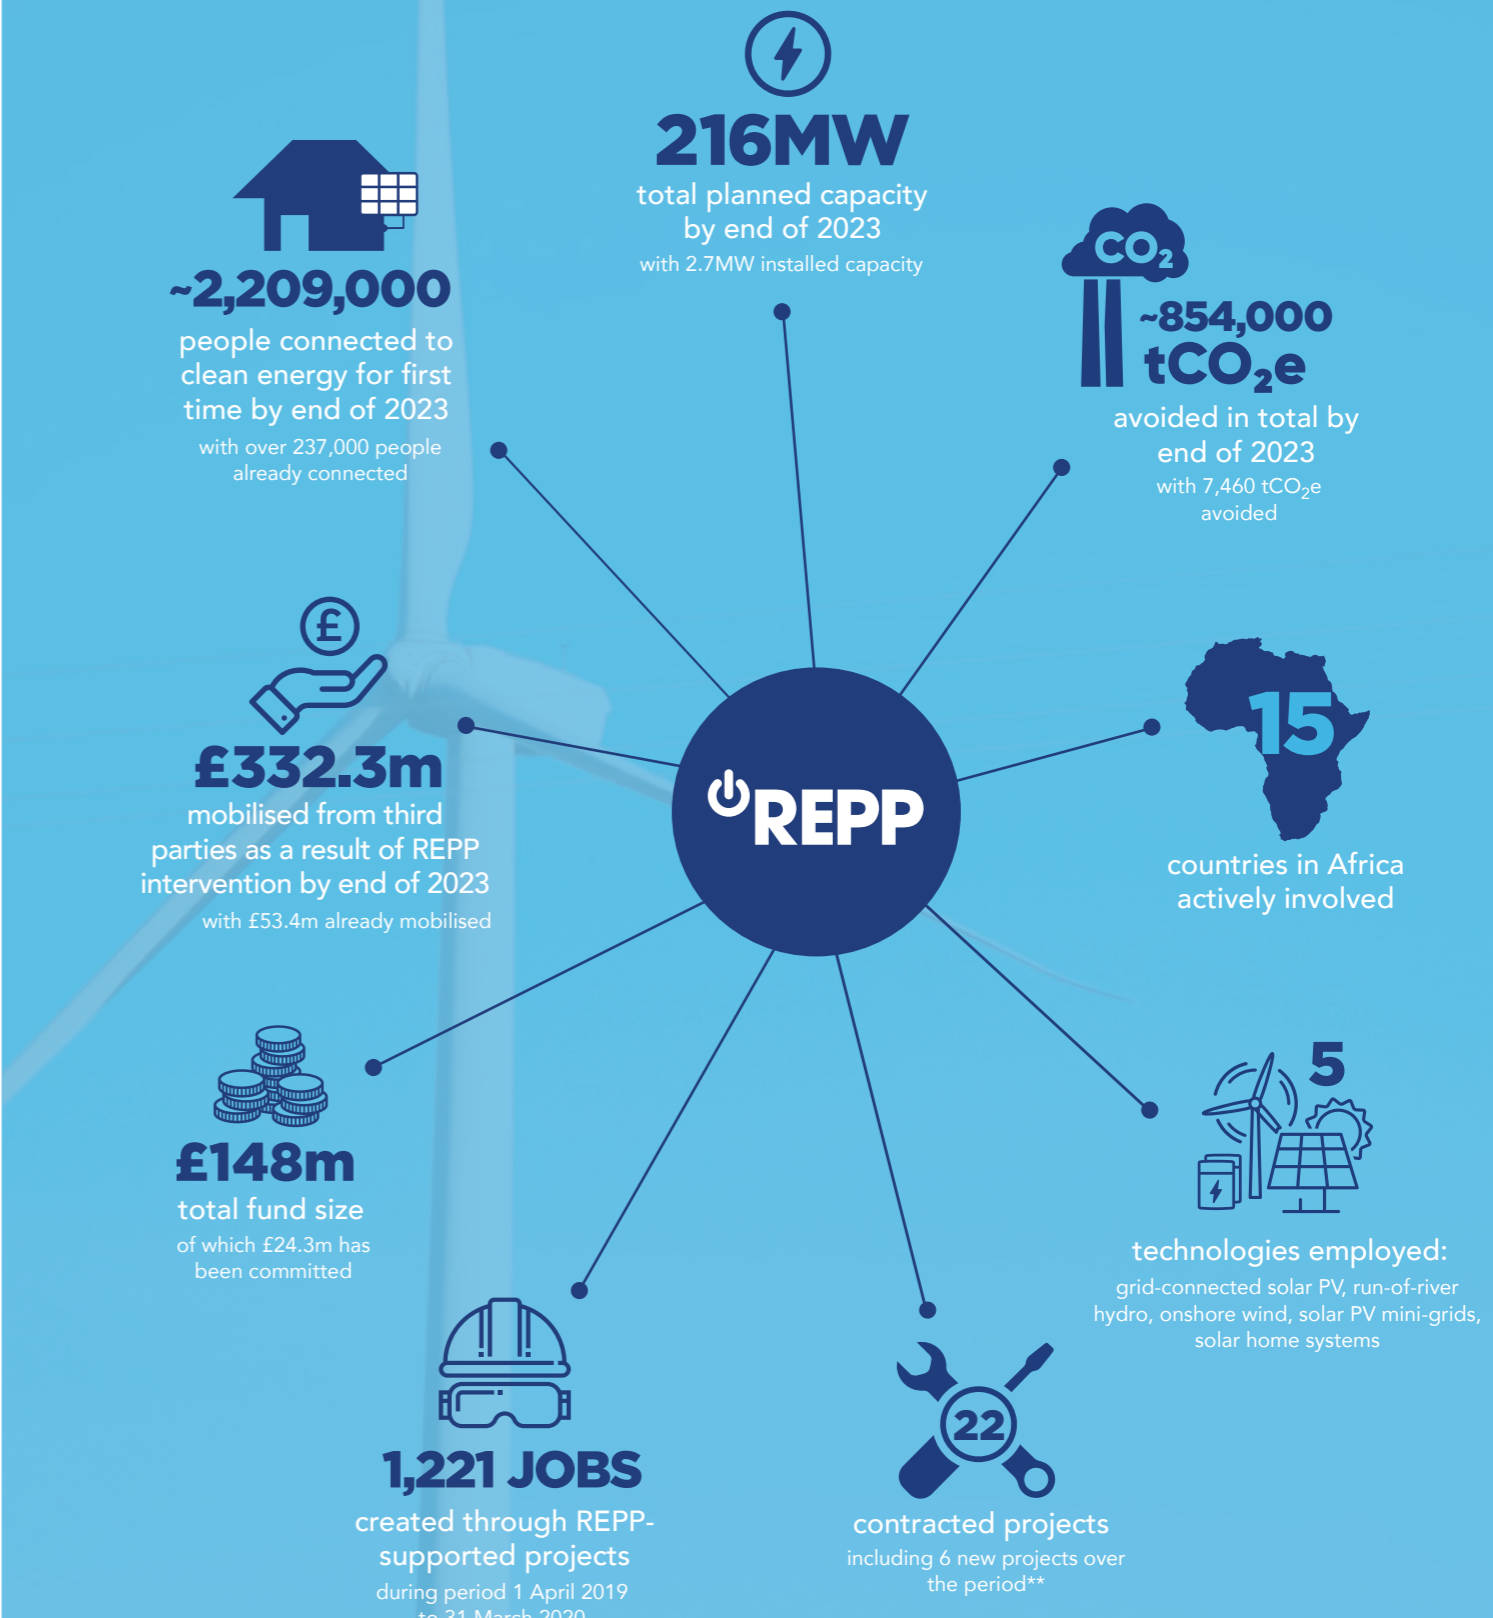 216MW
total planned capacity
by end of 2023
with 2.7MW installed capacity
~2,209,000
people connected to
clean energy for first
time by end of 2023
with over 237,000 people
already connected
CO₂
~854,000
tCO₂e
avoided in total by
end of 2023
with 7,460 tCO₂e
avoided
£
£332.3m
mobilised from third
parties as a result of REPP
intervention by end of 2023
with £53.4m already mobilised
REPP
15
countries in Africa
actively involved
£148m
total fund size
of which £24.3m has
been committed
5
technologies employed:
grid-connected solar PV, run-of-river
hydro, onshore wind, solar PV mini-grids,
solar home systems
1,221 JOBS
created through REPP-
supported projects
during period 1 April 2019
to 31 March 2020
22
contracted projects
including 6 new projects over
the period**